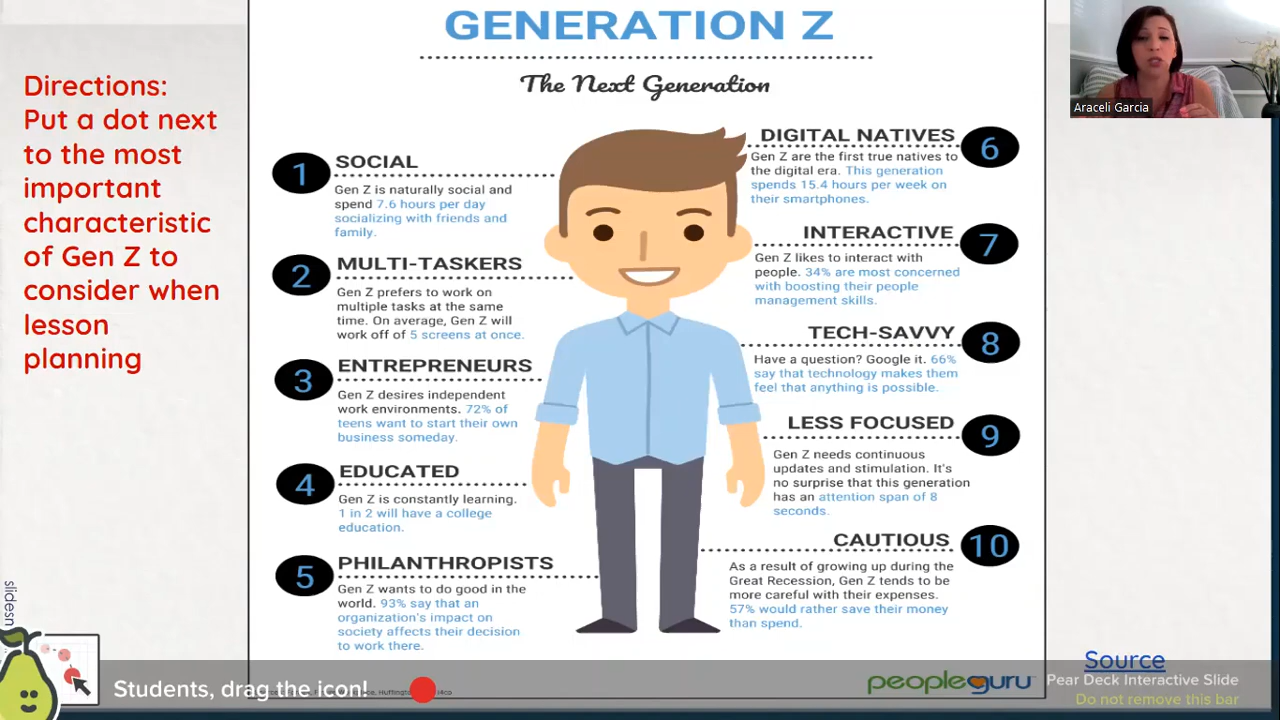 Directions:
Put a dot next
to the most
important
characteristic
of Gen Z to
consider when
lesson
planning
GENERATION Z
The Next Generation
1
SOCIAL
Gen Z is naturally social and
spend 7.6 hours per day
socializing with friends and
family.
2
MULTI-TASKERS
Gen Z prefers to work on
multiple tasks at the same
time. On average, Gen Z will
work off of 5 screens at once.
3
ENTREPRENEURS
Gen Z desires independent
work environments. 72% of
teens want to start their own
business someday.
4
EDUCATED
Gen Z is constantly learning.
1 in 2 will have a college
education.
5
PHILANTHROPISTS
Gen Z wants to do good in the
world. 93% say that an
organization's impact on
society affects their decision
to work there.
DIGITAL NATIVES
6
Gen Z are the first true natives to
the digital era. This generation
spends 15.4 hours per week on
their smartphones.
INTERACTIVE
7
Gen Z likes to interact with
people. 34% are most concerned
with boosting their people
management skills.
TECH-SAVVY
8
Have a question? Google it. 66%
say that technology makes them
feel that anything is possible.
LESS FOCUSED
9
Gen Z needs continuous
updates and stimulation. It's
no surprise that this generation
has an attention span of 8
seconds.
CAUTIOUS
10
As a result of growing up during the
Great Recession, Gen Z tends to be
more careful with their expenses.
57% would rather save their money
than spend.
Araceli Garcia
slidesn
Students, drag the icon!
peopleguru
Source
Pear Deck Interactive Slide
Do not remove this bar